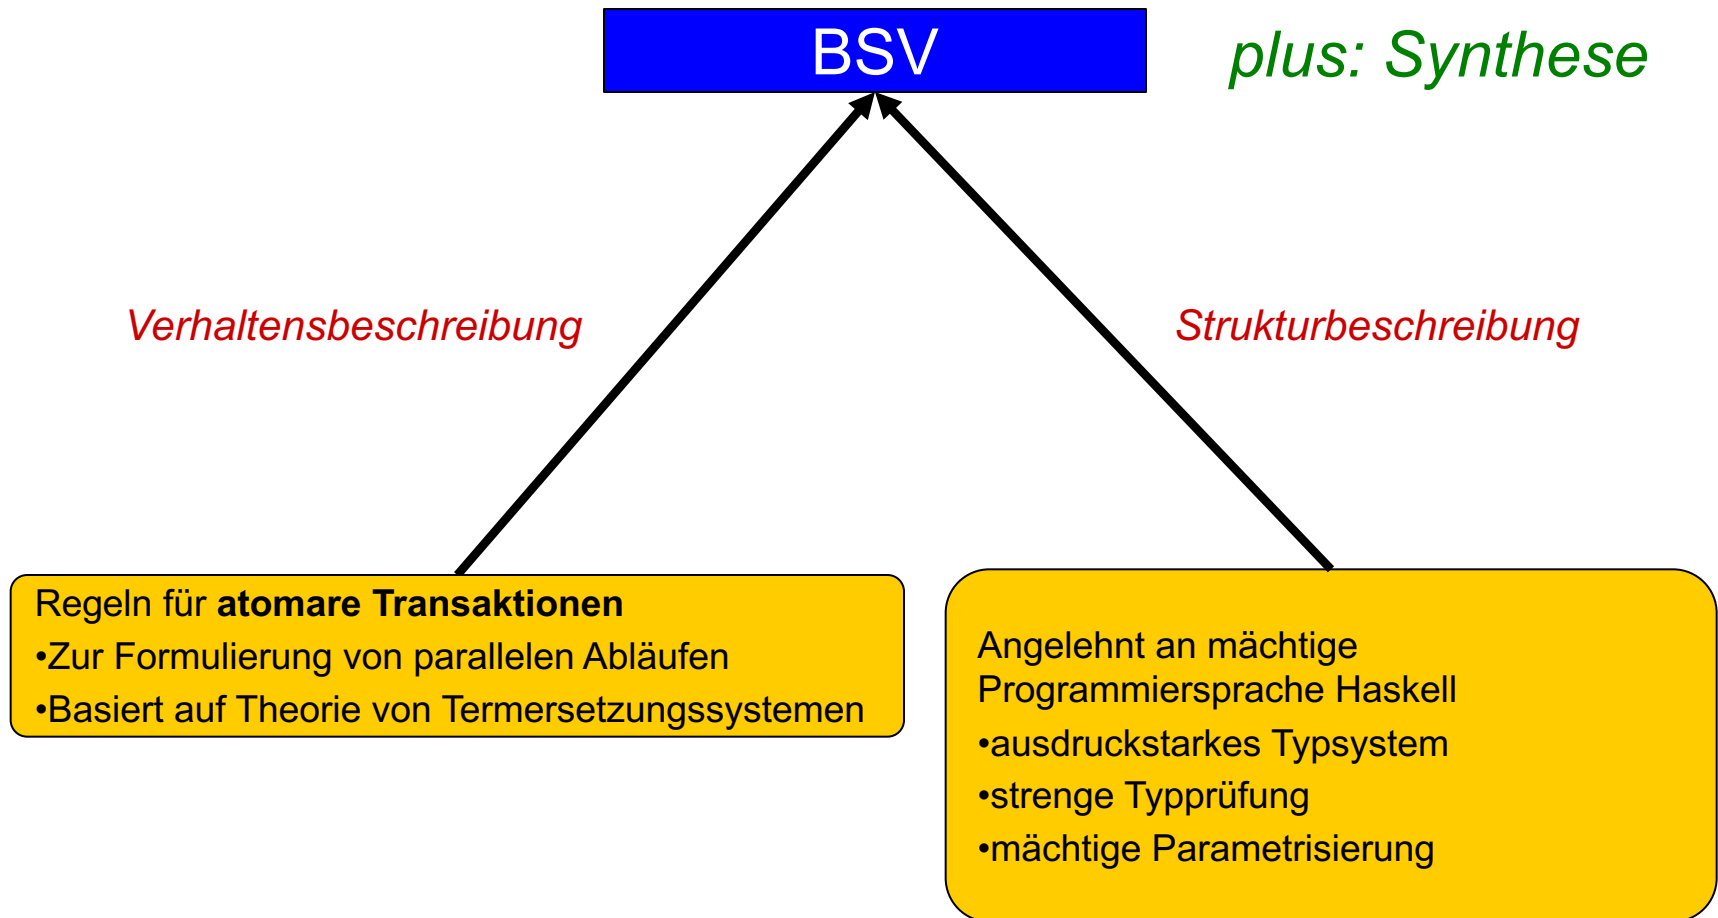 BSV
plus: Synthese
Verhaltensbeschreibung
Strukturbeschreibung
Regeln für atomare Transaktionen
•Zur Formulierung von parallelen Abläufen
•Basiert auf Theorie von Termersetzungssystemen
Angelehnt an mächtige
Programmiersprache Haskell
•ausdruckstarkes Typsystem
•strenge Typprüfung
•mächtige Parametrisierung